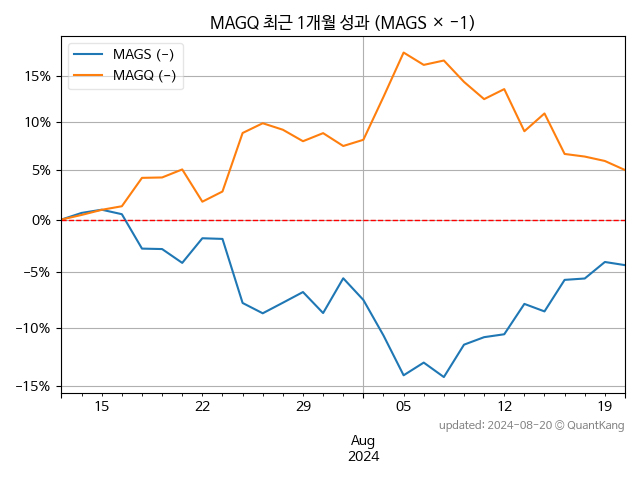 MAGQ 최근 1개월 성과 (MAGS × −1)
MAGS (-)
MAGQ (-)
15%
10%
5%
0%
−5%
−10%
−15%
15
22
29
05
12
19
updated: 2024-08-20 © QuantKang
Aug
2024